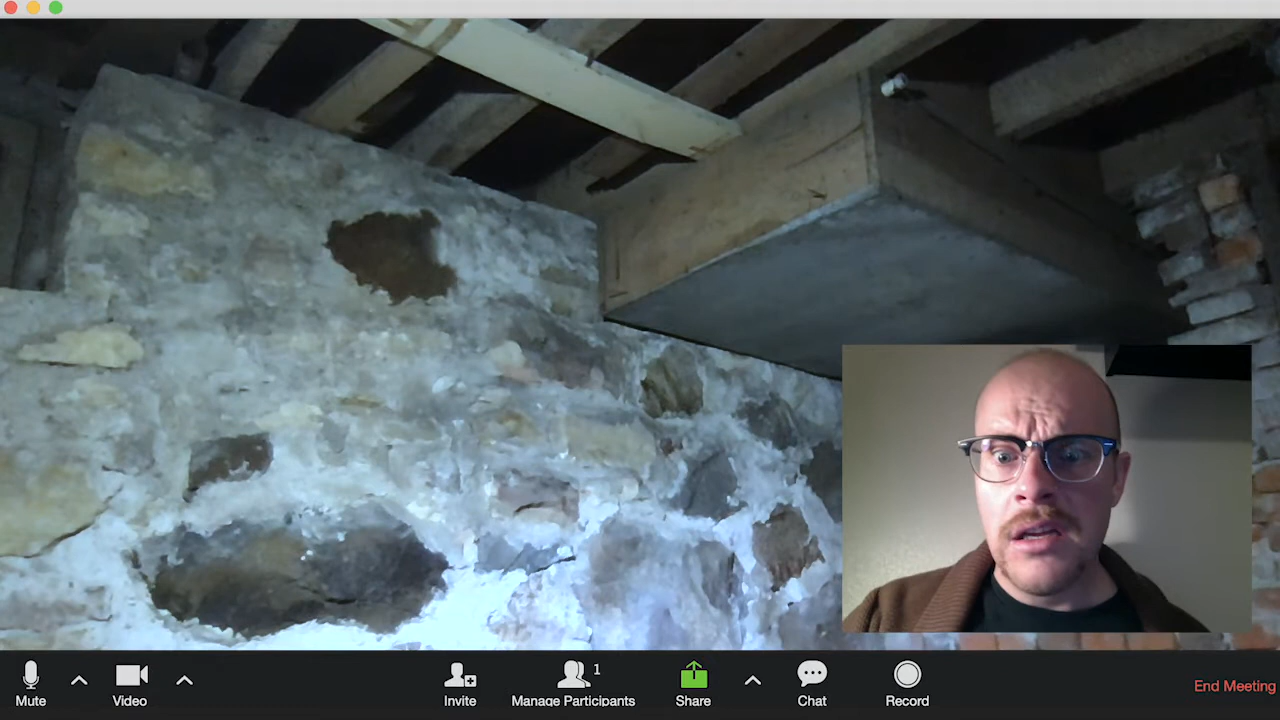 1
Mute
Video
Invite
Manage Participants
Share
Chat
Record
End Meeting